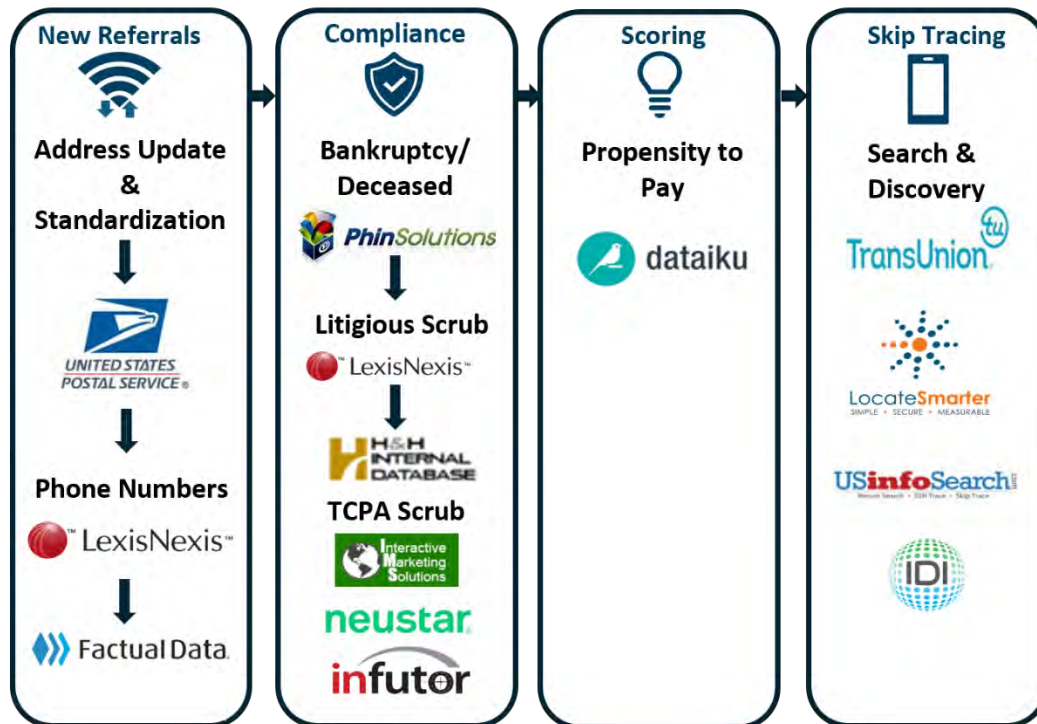 New Referrals
Address Update
&
Standardization
UNITED STATES
POSTAL SERVICE ®
Phone Numbers
LexisNexis™
Factual Data
Compliance
Bankruptcy/
Deceased
PhinSolutions
Litigious Scrub
LexisNexis™
H&H
INTERNAL
DATABASE
TCPA Scrub
Interactive
Marketing
Solutions
neustar
infutor
Scoring
Propensity to
Pay
dataiku
Skip Tracing
Search &
Discovery
tu
TransUnion
LocateSmarter
SIMPLE • SECURE • MEASURABLE
USinfoSearch
IDI